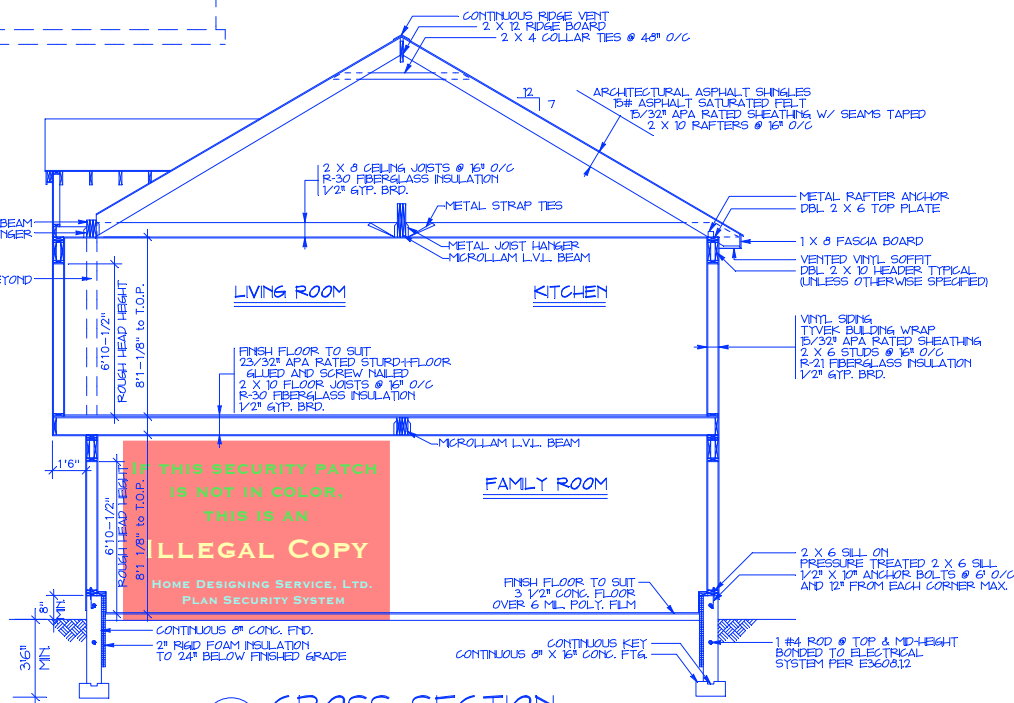 CONTINUOUS RIDGE VENT
2 X 12 RIDGE BOARD
2 X 4 COLLAR TIES @ 48" O/C
12
7
ARCHITECTURAL ASPHALT SHINGLES
15# ASPHALT SATURATED FELT
15/32" APA RATED SHEATHING W/ SEAMS TAPED
2 X 10 RAFTERS @ 16" O/C
2 X 8 CEILING JOISTS @ 16" O/C
R-30 FIBERGLASS INSULATION
1/2" GYP. BRD.
METAL STRAP TIES
METAL RAFTER ANCHOR
DBL 2 X 6 TOP PLATE
BEAM
NGER
METAL JOIST HANGER
MICROLLAM L.V.L. BEAM
1 X 8 FASCIA BOARD
VENTED VINYL SOFFIT
DBL 2 X 10 HEADER TYPICAL
(UNLESS OTHERWISE SPECIFIED)
EYOND
LIVING ROOM
KITCHEN
6'10-1/2"
ROUGH HEAD HEIGHT
8'1-1/8" to T.O.P.
VINYL SIDING
TYVEK BUILDING WRAP
15/32" APA RATED SHEATHING
2 X 6 STUDS @ 16" O/C
R-21 FIBERGLASS INSULATION
1/2" GYP. BRD.
FINISH FLOOR TO SUIT
23/32" APA RATED STURD-I-FLOOR
GLUED AND SCREW NAILED
2 X 10 FLOOR JOISTS @ 16" O/C
R-30 FIBERGLASS INSULATION
1/2" GYP. BRD.
MICROLLAM L.V.L. BEAM
1'6"
FAMILY ROOM
6'10-1/2"
ROUGH HEAD HEIGHT
8'1 1/8" to T.O.P.
IF THIS SECURITY PATCH
IS NOT IN COLOR,
THIS IS AN
ILLEGAL COPY
HOME DESIGNING SERVICE, LTD.
PLAN SECURITY SYSTEM
2 X 6 SILL ON
PRESSURE TREATED 2 X 6 SILL
1/2" X 10" ANCHOR BOLTS @ 6' O/C
AND 12" FROM EACH CORNER MAX.
FINISH FLOOR TO SUIT
3 1/2" CONC. FLOOR
OVER 6 MIL. POLY. FILM
8"
MIN.
36"
MIN.
CONTINUOUS 8" CONC. FND.
2" RIGID FOAM INSULATION
TO 24" BELOW FINISHED GRADE
CONTINUOUS KEY
CONTINUOUS 8" X 16" CONC. FTG.
1 #4 ROD @ TOP & MID-HEIGHT
BONDED TO ELECTRICAL
SYSTEM PER E3608.1.2
CROSS SECTION